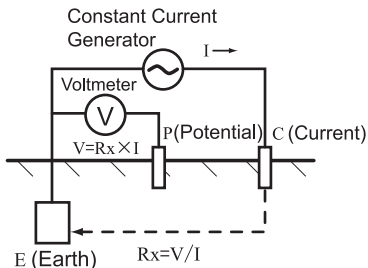 Constant Current
Generator
I
Voltmeter
V
V=Rx×I
P(Potential)
C (Current)
E (Earth)
Rx=V/I